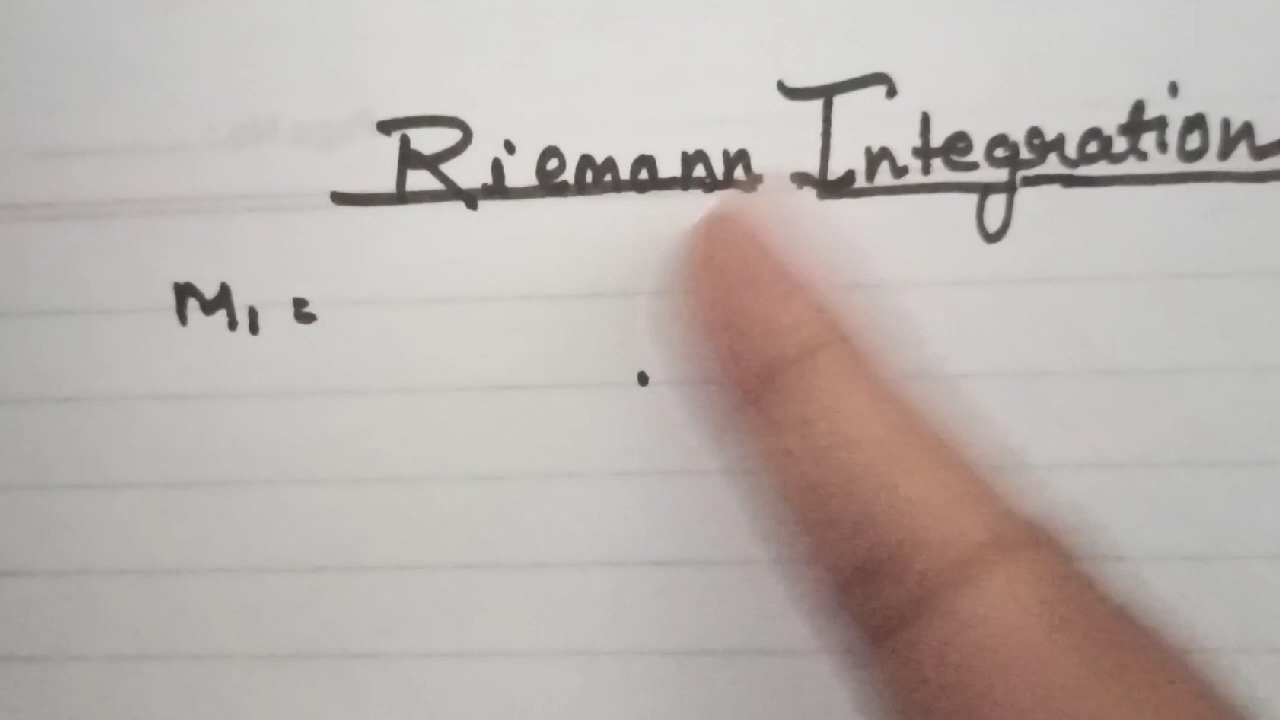 Riemann Integration
M₁ =